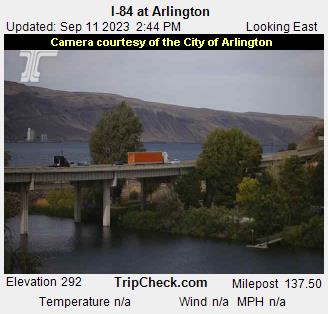 I-84 at Arlington
Updated: Sep 11 2023 2:44 PM Looking East
Camera courtesy of the City of Arlington
Elevation 292 TripCheck.com Milepost 137.50
Temperature n/a Wind n/a MPH n/a